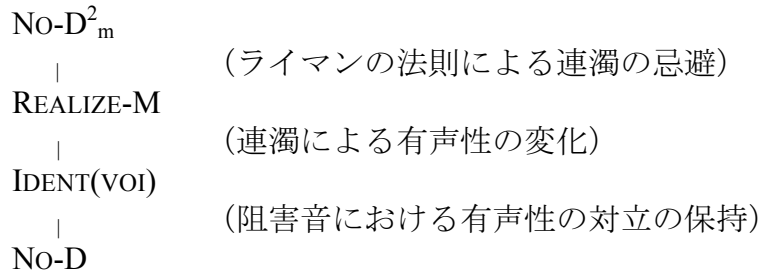 NO-D²ₘ
| (ライマンの法則による連濁の忌避)
REALIZE-M
| (連濁による有声性の変化)
IDENT(VOI)
| (阻害音における有声性の対立の保持)
NO-D